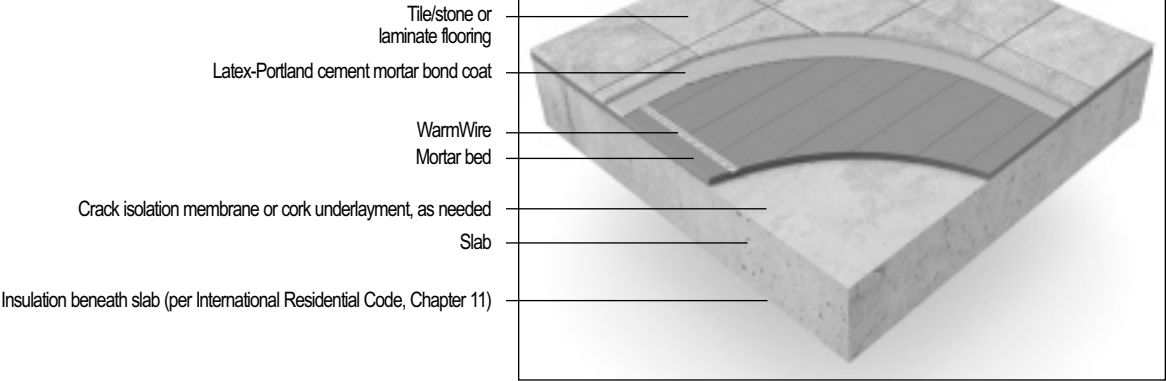 Tile/stone or
laminate flooring
Latex-Portland cement mortar bond coat
WarmWire
Mortar bed
Crack isolation membrane or cork underlayment, as needed
Slab
Insulation beneath slab (per International Residential Code, Chapter 11)